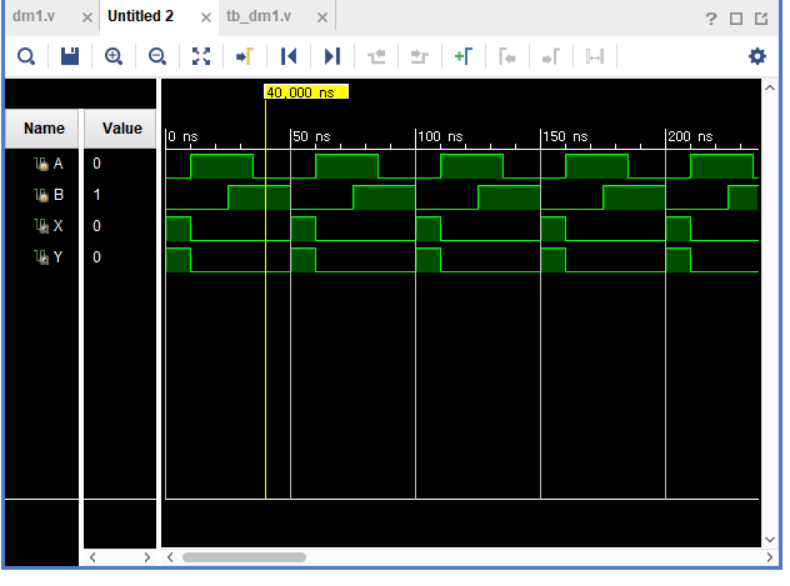 dm1.v × Untitled 2 × tb_dm1.v × ? 
40,000 ns
Name Value 0 ns 50 ns 100 ns 150 ns 200 ns
A 0
B 1
X 0
Y 0